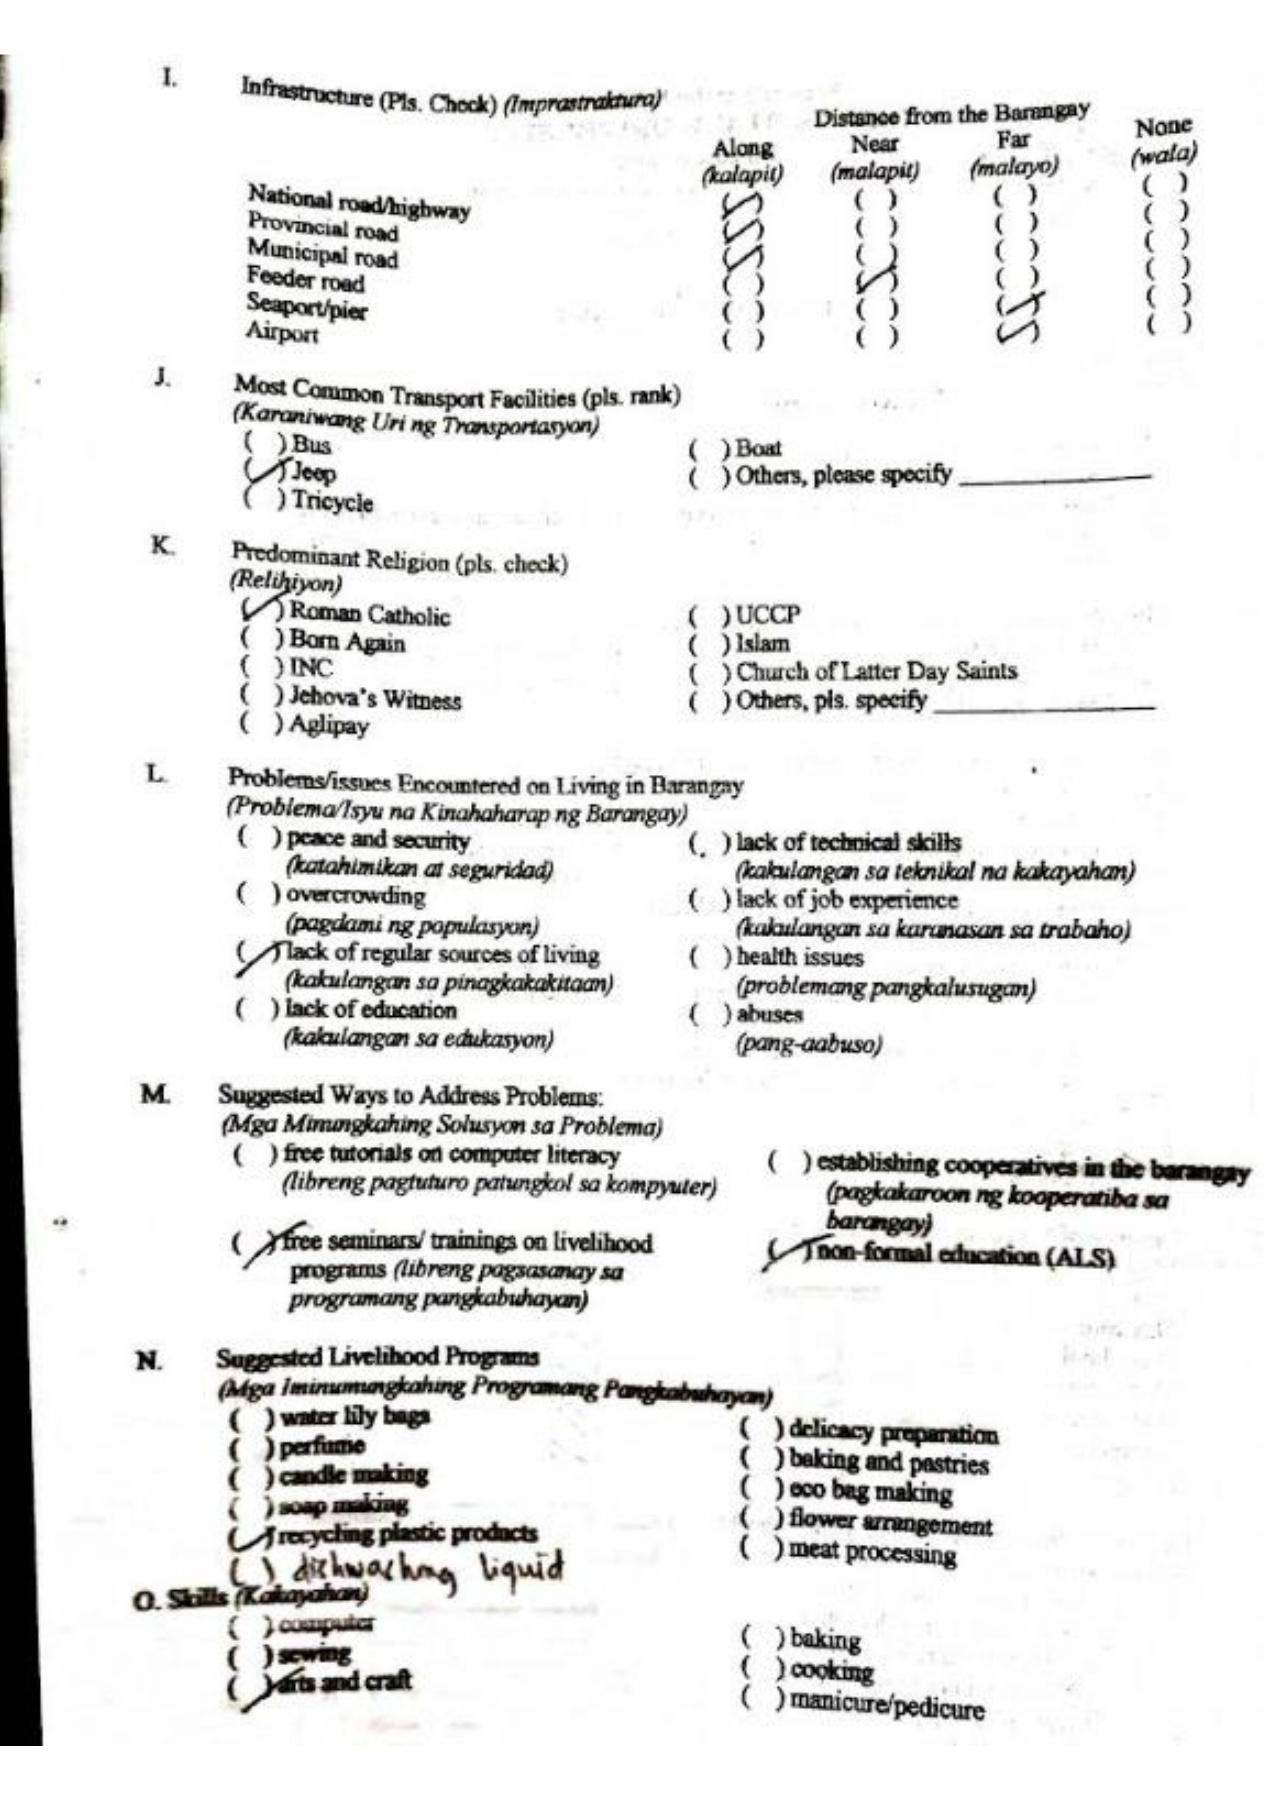 I. Infrastructure (Pls. Check) (Imprastraktura)
Distance from the Barangay
Along Near Far None
(kalapit) (malapit) (malayo) (wala)
National road/highway (✓) ( ) ( ) ( )
Provincial road (✓) ( ) ( ) ( )
Municipal road (✓) ( ) ( ) ( )
Feeder road ( ) (✓) ( ) ( )
Seaport/pier ( ) ( ) (✓) ( )
Airport ( ) ( ) (✓) ( )
J. Most Common Transport Facilities (pls. rank)
(Karaniwang Uri ng Transportasyon)
( ) Bus ( ) Boat
(✓) Jeep ( ) Others, please specify ____________
( ) Tricycle
K. Predominant Religion (pls. check)
(Relihiyon)
(✓) Roman Catholic ( ) UCCP
( ) Born Again ( ) Islam
( ) INC ( ) Church of Latter Day Saints
( ) Jehova's Witness ( ) Others, pls. specify ____________
( ) Aglipay
L. Problems/issues Encountered on Living in Barangay
(Problema/Isyu na Kinahaharap ng Barangay)
( ) peace and security ( ) lack of technical skills
(katahimikan at seguridad) (kakulangan sa teknikal na kakayahan)
( ) overcrowding ( ) lack of job experience
(pagdami ng populasyon) (kakulangan sa karanasan sa trabaho)
(✓) lack of regular sources of living ( ) health issues
(kakulangan sa pinagkakakitaan) (problemang pangkalusugan)
( ) lack of education ( ) abuses
(kakulangan sa edukasyon) (pang-aabuso)
M. Suggested Ways to Address Problems:
(Mga Minungkahing Solusyon sa Problema)
( ) free tutorials on computer literacy ( ) establishing cooperatives in the barangay
(libreng pagtuturo patungkol sa kompyuter) (pagkakaroon ng kooperatiba sa
barangay)
(✓) free seminars/ trainings on livelihood (✓) non-formal education (ALS)
programs (libreng pagsasanay sa
programang pangkabuhayan)
N. Suggested Livelihood Programs
(Mga Iminumungkahing Programang Pangkabuhayan)
( ) water lily bags ( ) delicacy preparation
( ) perfume ( ) baking and pastries
( ) candle making ( ) eco bag making
( ) soap making ( ) flower arrangement
(✓) recycling plastic products ( ) meat processing
( ) dishwashing liquid
O. Skills (Kakayahan)
( ) computer ( ) baking
( ) sewing ( ) cooking
(✓) arts and craft ( ) manicure/pedicure